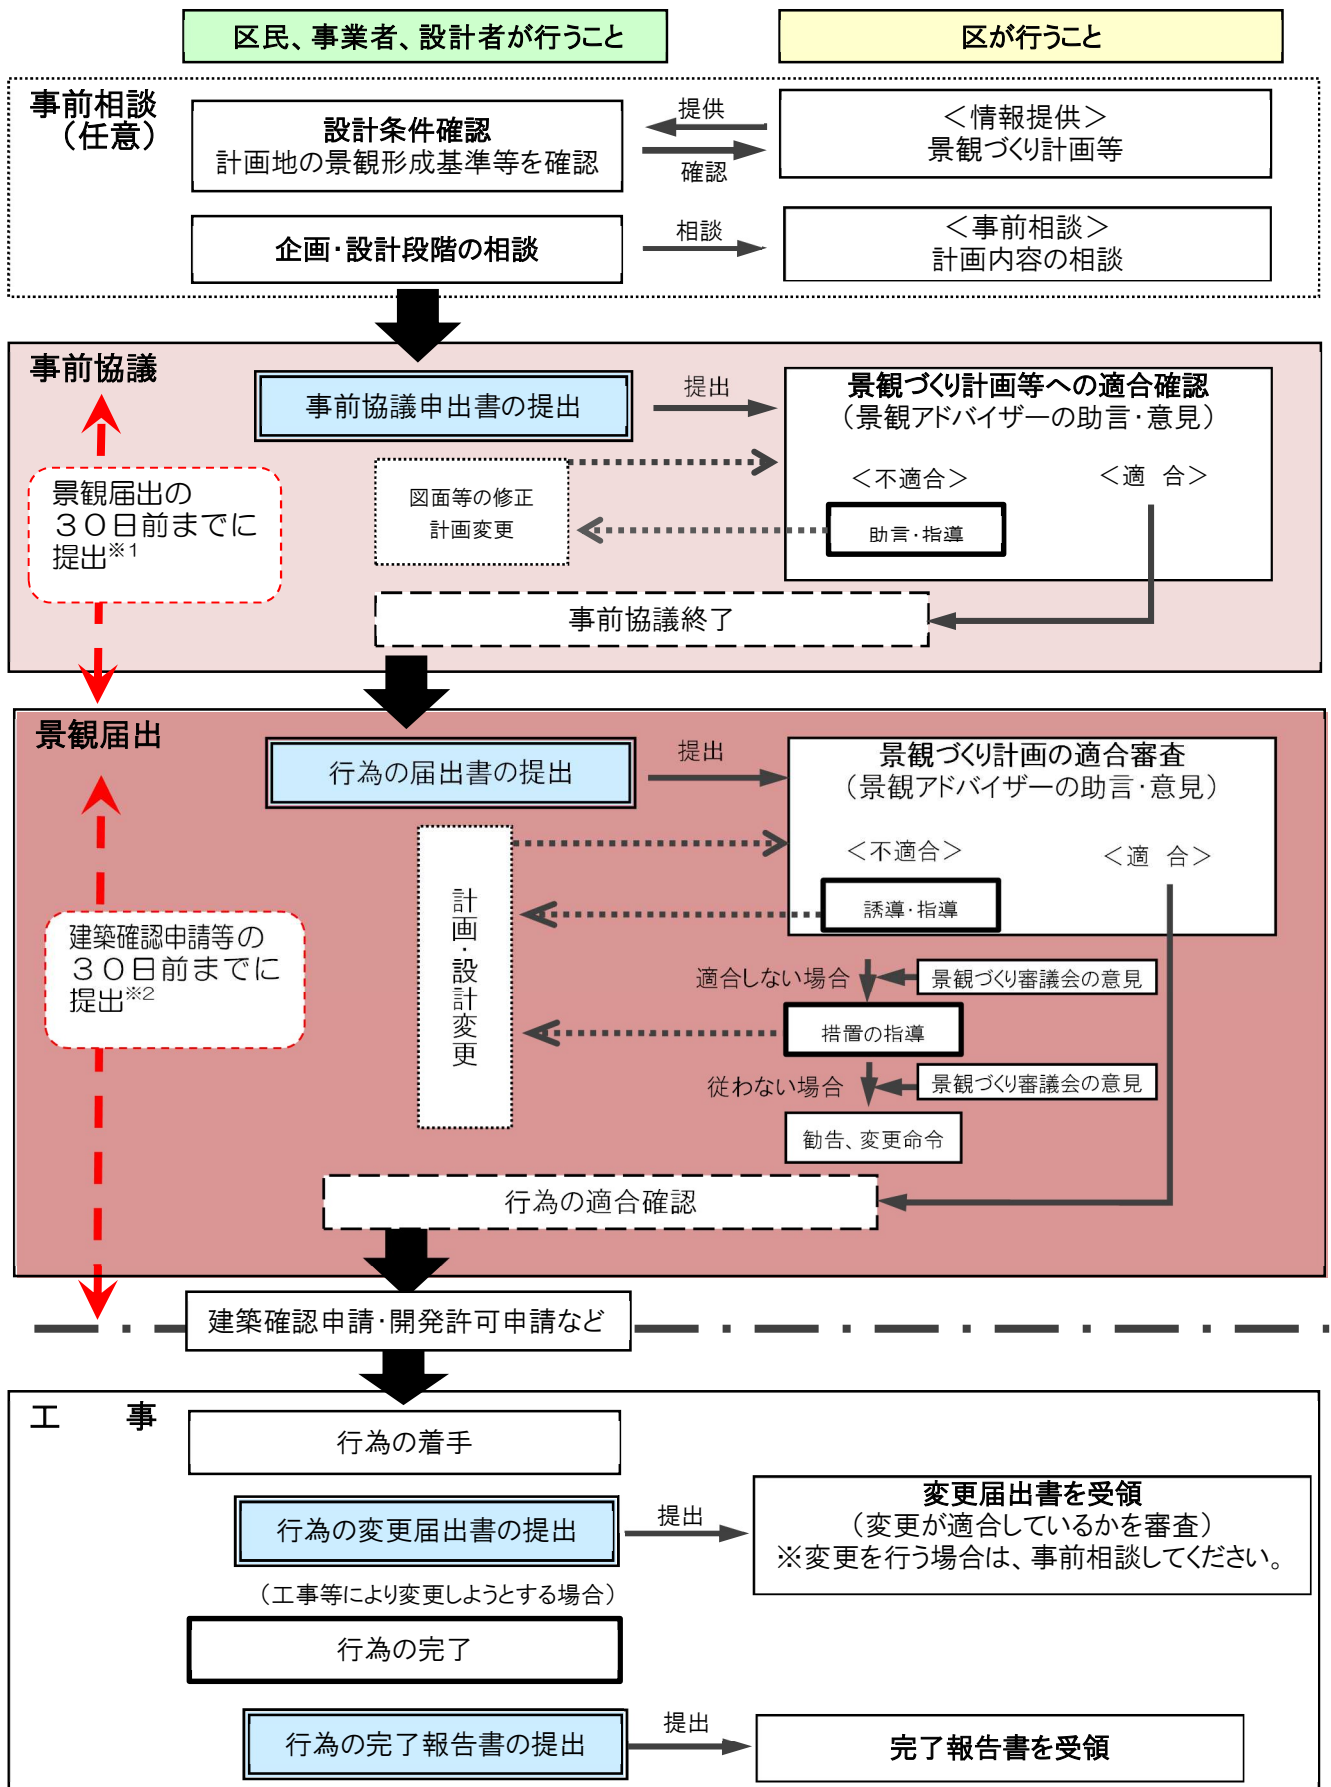 区民、事業者、設計者が行うこと
区が行うこと
事前相談
（任意）
設計条件確認
計画地の景観形成基準等を確認
提供
確認
＜情報提供＞
景観づくり計画等
企画・設計段階の相談
相談
＜事前相談＞
計画内容の相談
事前協議
事前協議申出書の提出
提出
景観づくり計画等への適合確認
（景観アドバイザーの助言・意見）
＜不適合＞
＜適　合＞
図面等の修正
計画変更
助言・指導
景観届出の
３０日前までに
提出※1
事前協議終了
景観届出
行為の届出書の提出
提出
景観づくり計画の適合審査
（景観アドバイザーの助言・意見）
＜不適合＞
＜適　合＞
計画・設計変更
誘導・指導
建築確認申請等の
３０日前までに
提出※2
適合しない場合
景観づくり審議会の意見
措置の指導
従わない場合
景観づくり審議会の意見
勧告、変更命令
行為の適合確認
建築確認申請・開発許可申請など
工　　事
行為の着手
行為の変更届出書の提出
提出
変更届出書を受領
（変更が適合しているかを審査）
※変更を行う場合は、事前相談してください。
（工事等により変更しようとする場合）
行為の完了
行為の完了報告書の提出
提出
完了報告書を受領